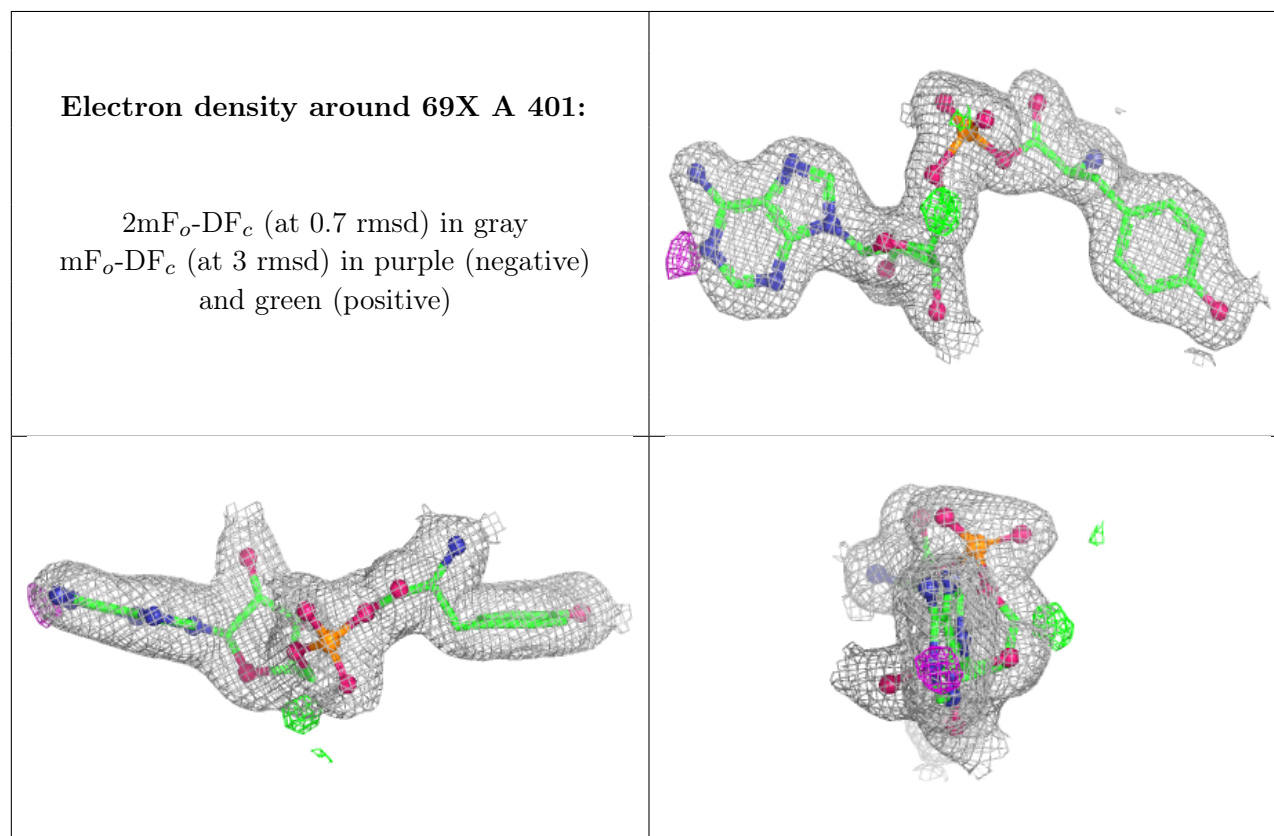 Electron density around 69X A 401:
2mFo-DFc (at 0.7 rmsd) in gray
mFo-DFc (at 3 rmsd) in purple (negative)
and green (positive)